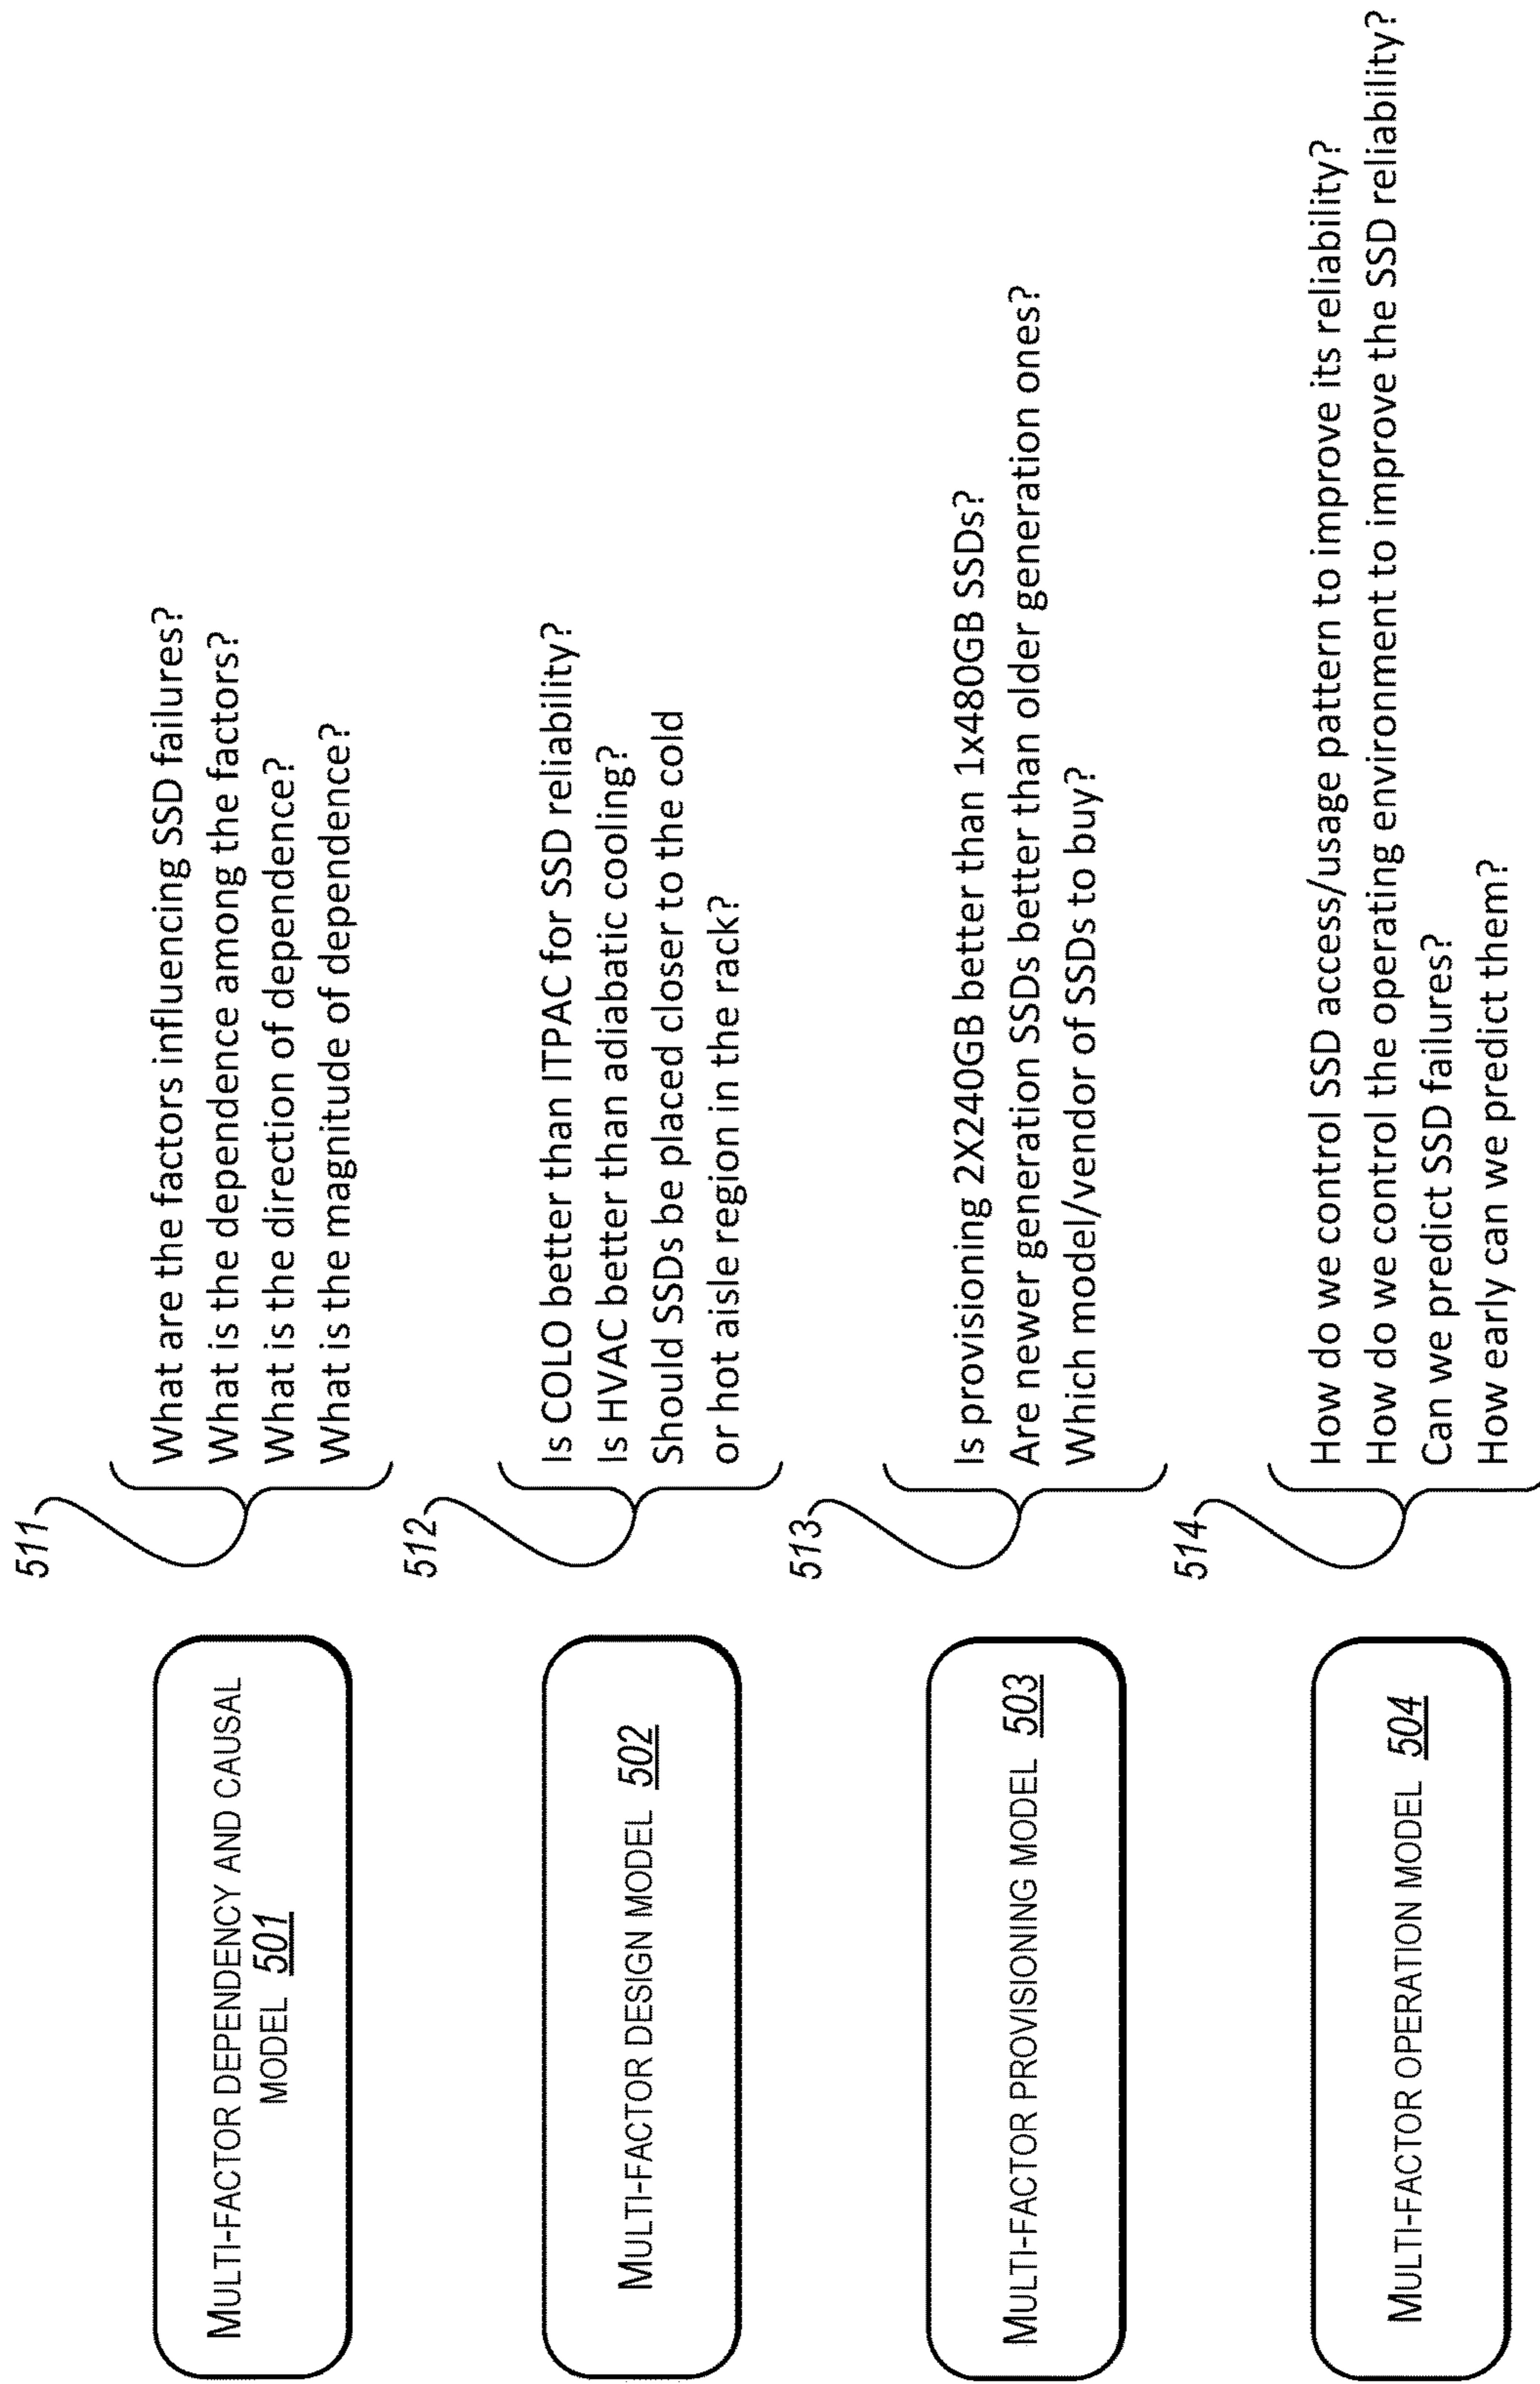 511
MULTI-FACTOR DEPENDENCY AND CAUSAL
MODEL 501
What are the factors influencing SSD failures?
What is the dependence among the factors?
What is the direction of dependence?
What is the magnitude of dependence?
512
MULTI-FACTOR DESIGN MODEL 502
Is COLO better than ITPAC for SSD reliability?
Is HVAC better than adiabatic cooling?
Should SSDs be placed closer to the cold
or hot aisle region in the rack?
513
MULTI-FACTOR PROVISIONING MODEL 503
Is provisioning 2X240GB better than 1x480GB SSDs?
Are newer generation SSDs better than older generation ones?
Which model/vendor of SSDs to buy?
514
MULTI-FACTOR OPERATION MODEL 504
How do we control SSD access/usage pattern to improve its reliability?
How do we control the operating environment to improve the SSD reliability?
Can we predict SSD failures?
How early can we predict them?